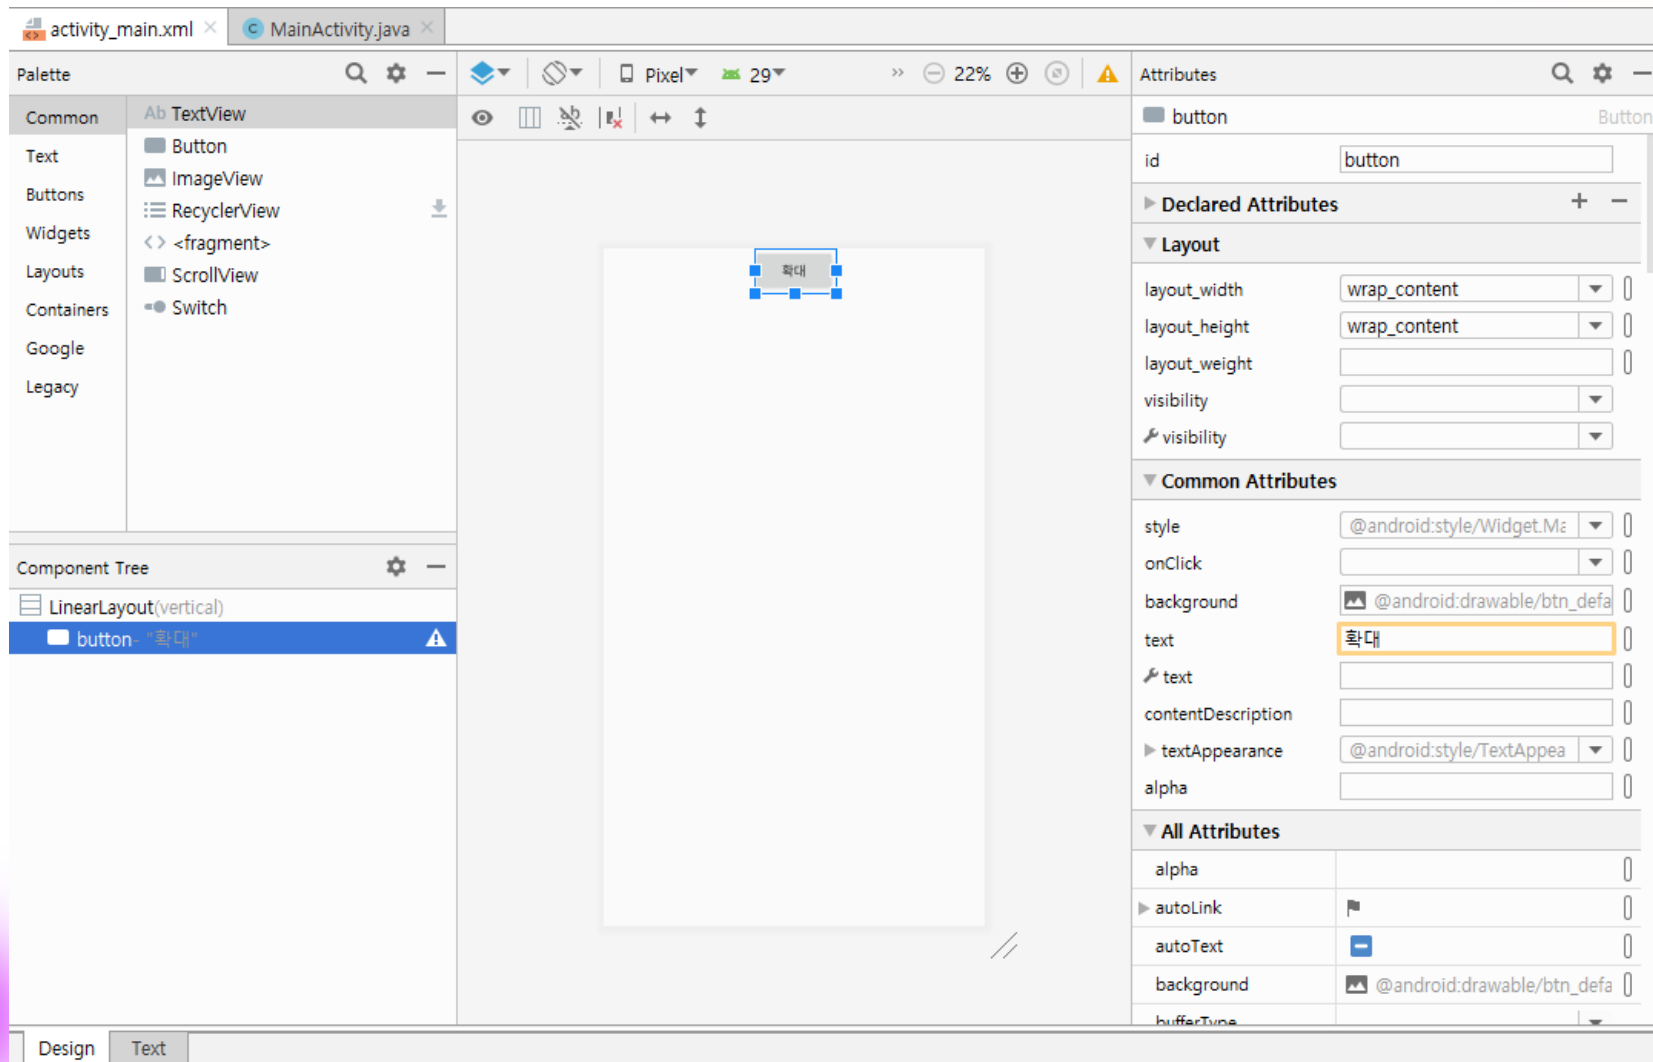 activity_main.xml
MainActivity.java
Palette
Common
Text
Buttons
Widgets
Layouts
Containers
Google
Legacy
Ab TextView
Button
ImageView
RecyclerView
<fragment>
ScrollView
Switch
Component Tree
LinearLayout(vertical)
button- "확대"
Pixel
29
22%
확대
Attributes
button Button
id button
Declared Attributes
Layout
layout_width wrap_content
layout_height wrap_content
layout_weight
visibility
visibility
Common Attributes
style @android:style/Widget.Ma
onClick
background @android:drawable/btn_defa
text 확대
text
contentDescription
textAppearance @android:style/TextAppea
alpha
All Attributes
alpha
autoLink
autoText
background @android:drawable/btn_defa
bufferType
Design Text